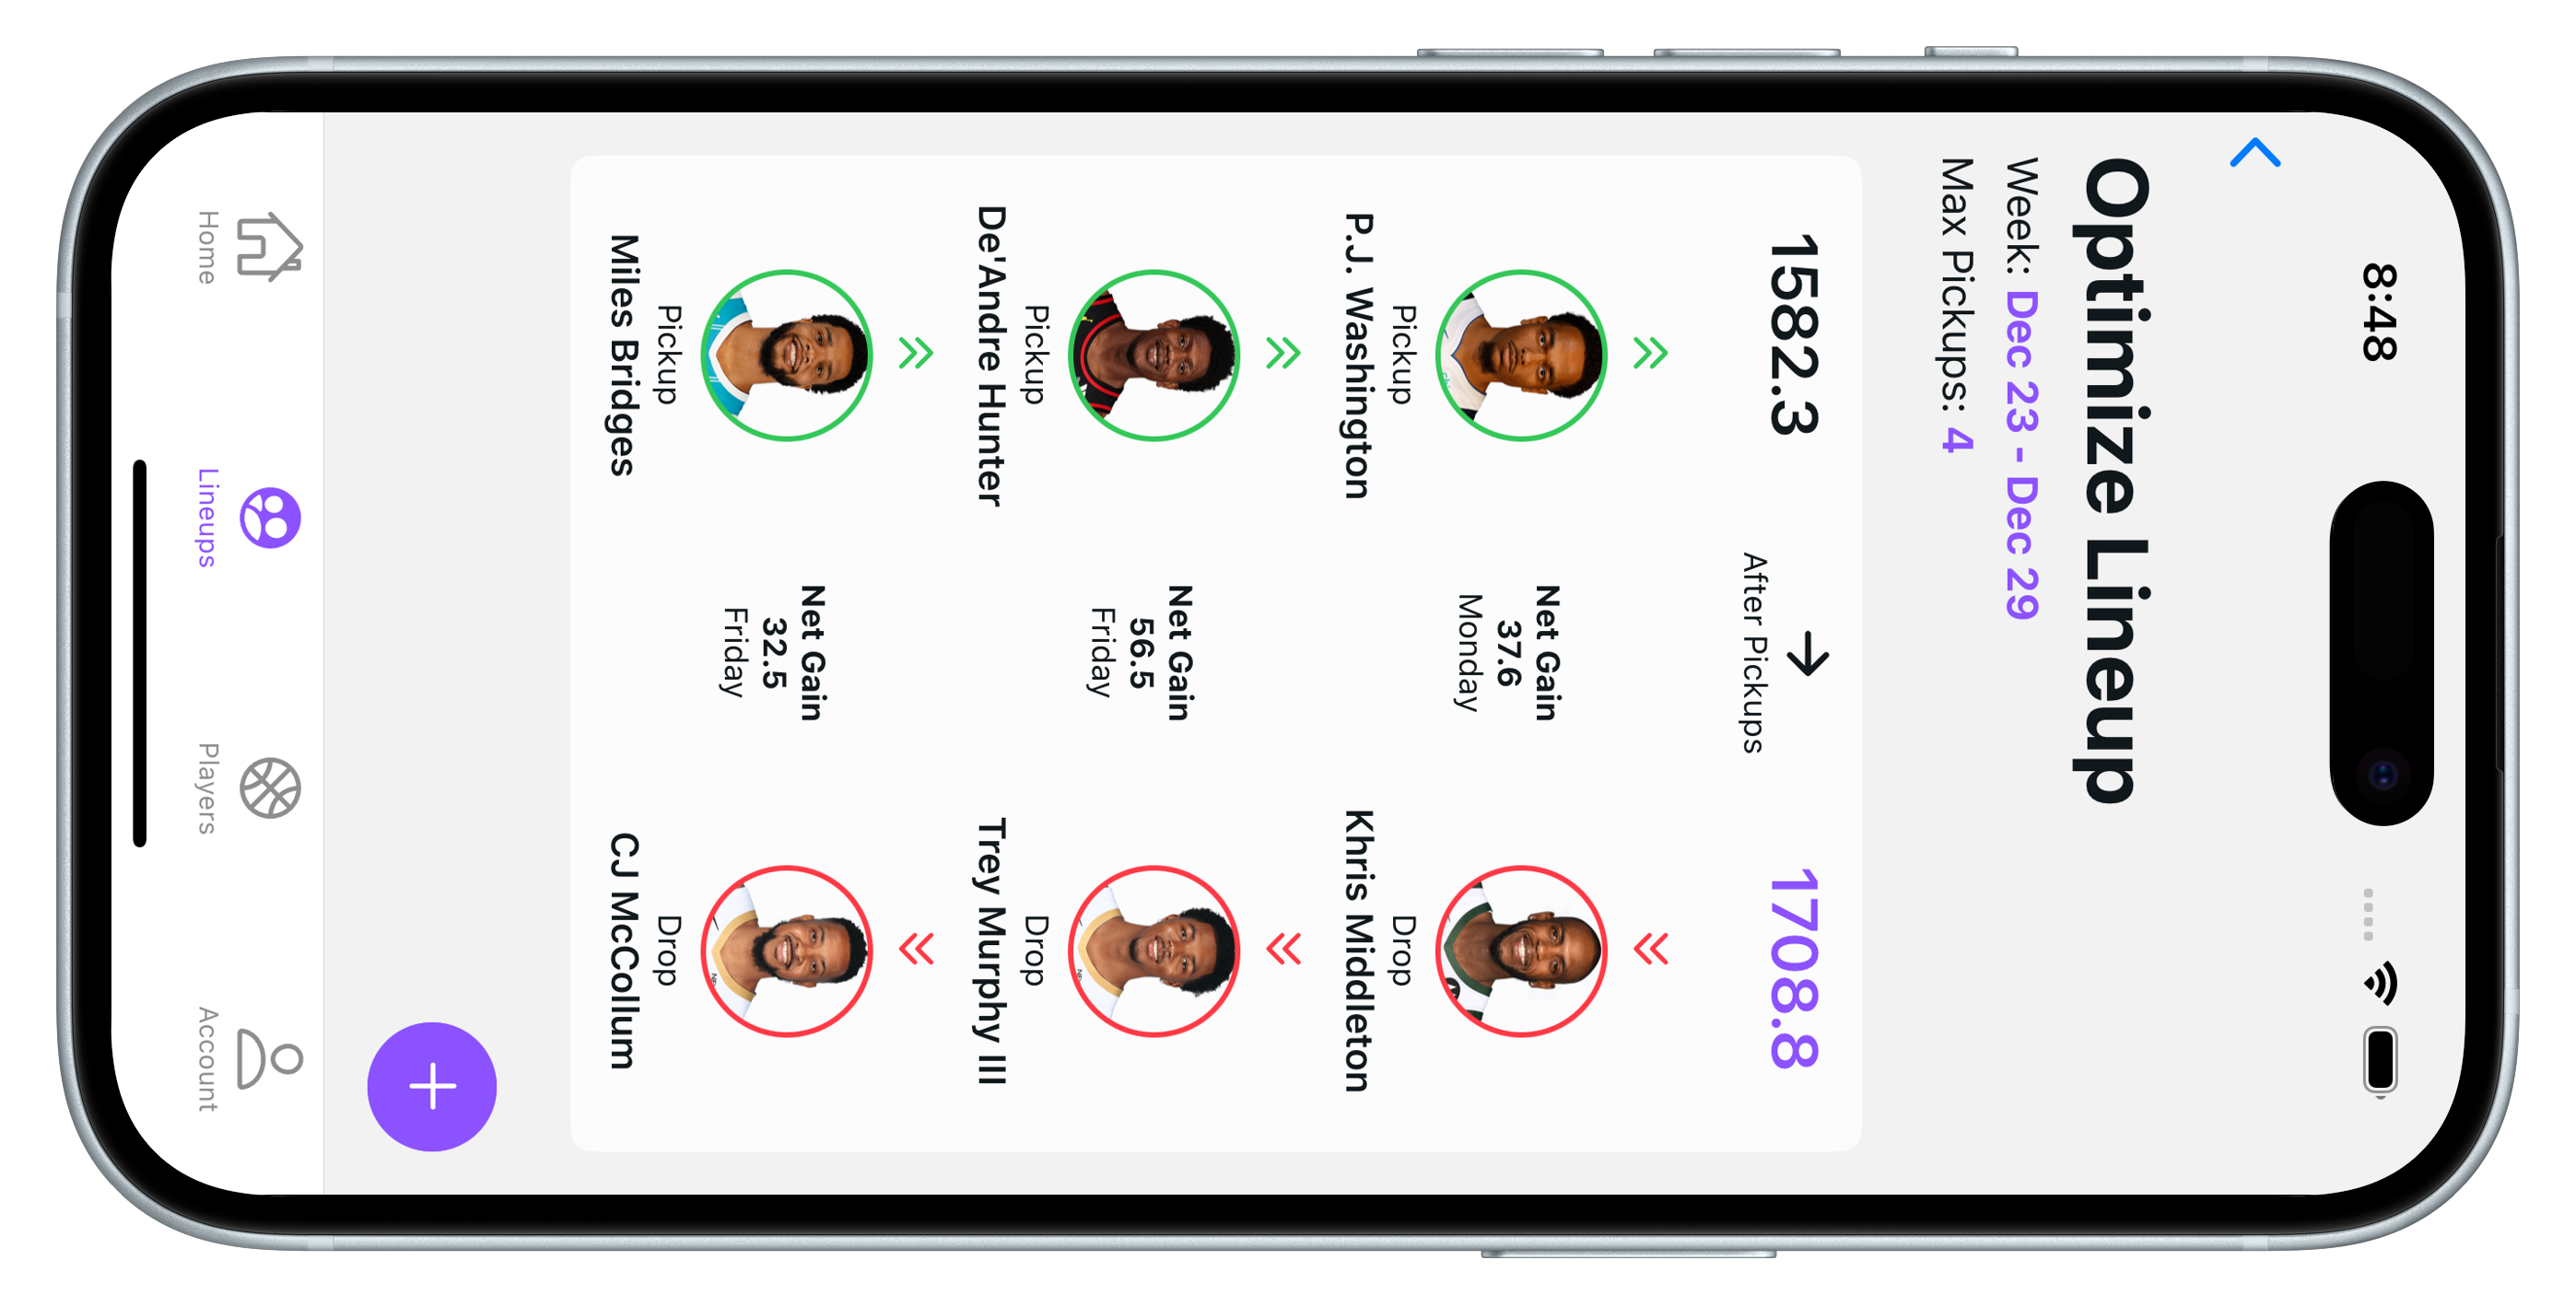 8:48
Optimize Lineup
Week: Dec 23 - Dec 29
Max Pickups: 4
1582.3
After Pickups
1708.8
Pickup
P.J. Washington
Net Gain
37.6
Monday
Drop
Khris Middleton
Pickup
De'Andre Hunter
Net Gain
56.5
Friday
Drop
Trey Murphy III
Pickup
Miles Bridges
Net Gain
32.5
Friday
Drop
CJ McCollum
Home
Lineups
Players
Account